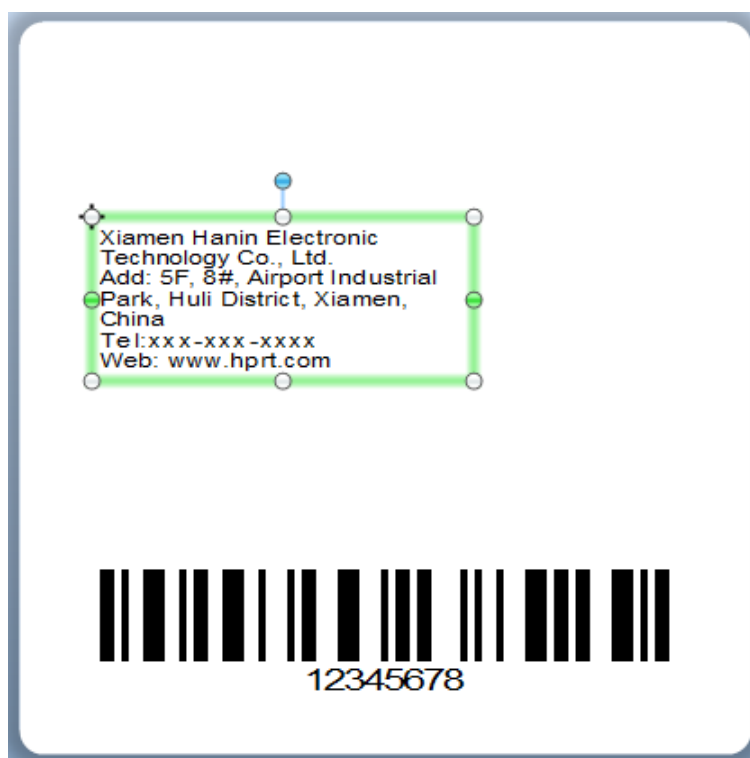 Xiamen Hanin Electronic
Technology Co., Ltd.
Add: 5F, 8#, Airport Industrial
Park, Huli District, Xiamen,
China
Tel:xxx-xxx-xxxx
Web: www.hprt.com
12345678